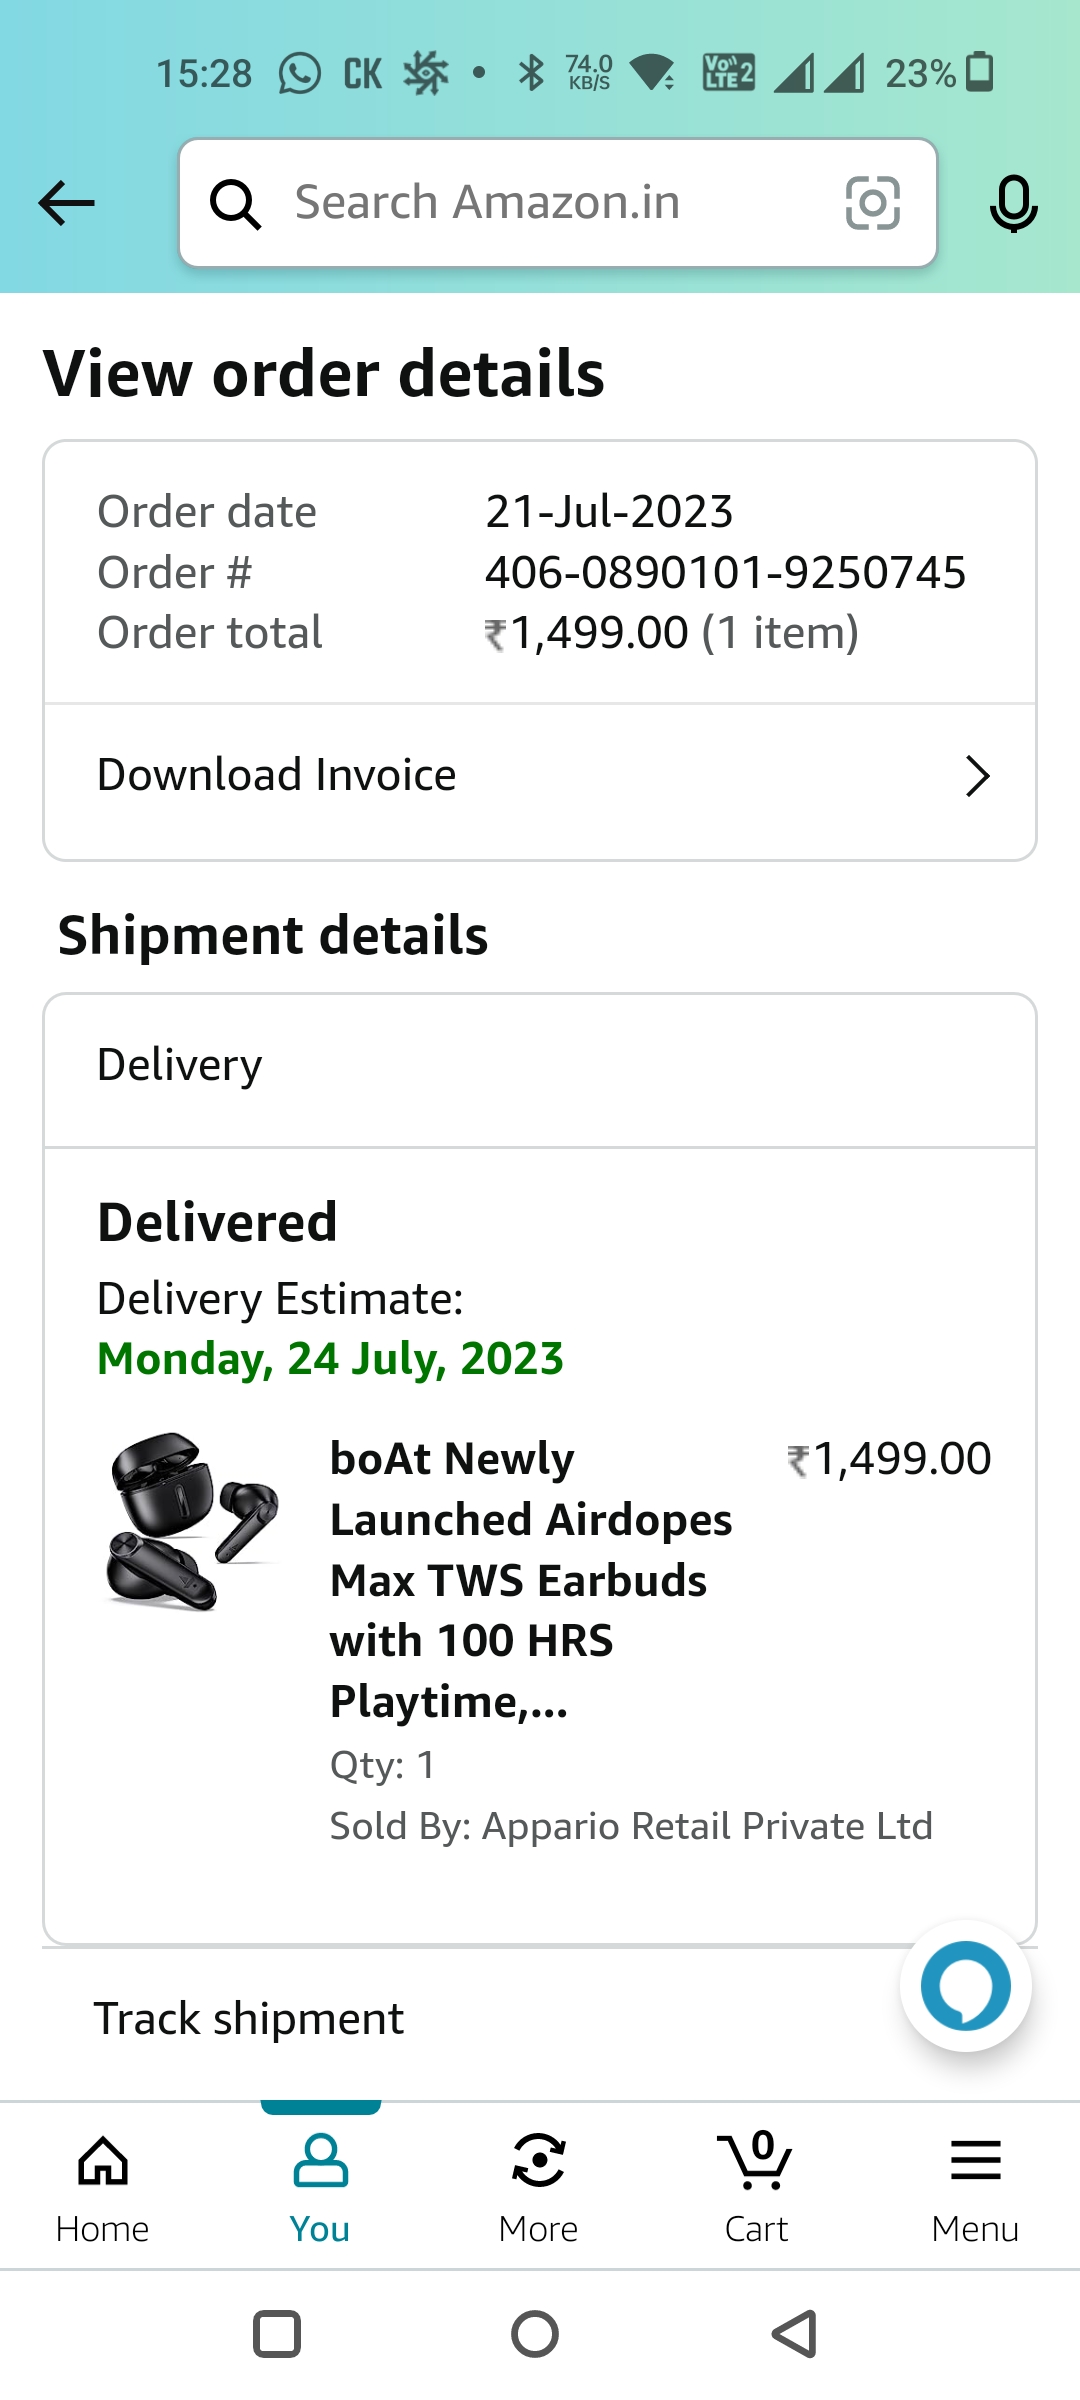 15:28 CK • 74.0 KB/S Vo)) LTE 2 23%
Search Amazon.in
View order details
Order date 21-Jul-2023
Order # 406-0890101-9250745
Order total ₹1,499.00 (1 item)
Download Invoice
Shipment details
Delivery
Delivered
Delivery Estimate:
Monday, 24 July, 2023
boAt Newly ₹1,499.00
Launched Airdopes
Max TWS Earbuds
with 100 HRS
Playtime,...
Qty: 1
Sold By: Appario Retail Private Ltd
Track shipment
0
Home You More Cart Menu